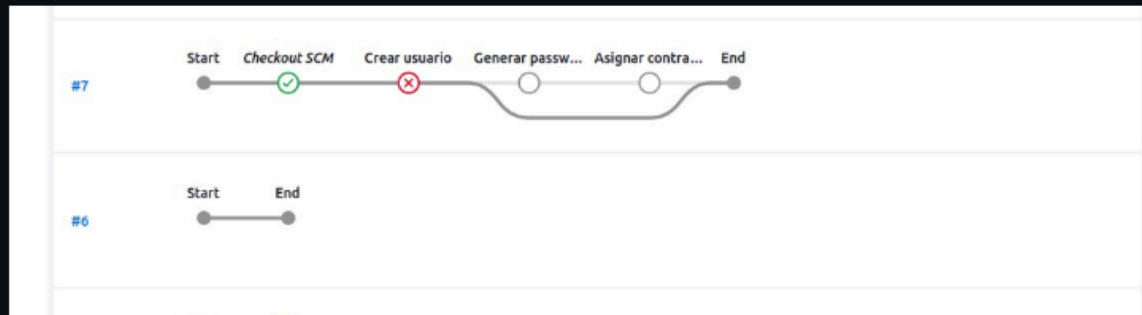 Start Checkout SCM Crear usuario Generar passw... Asignar contra... End
#7
Start End
#6